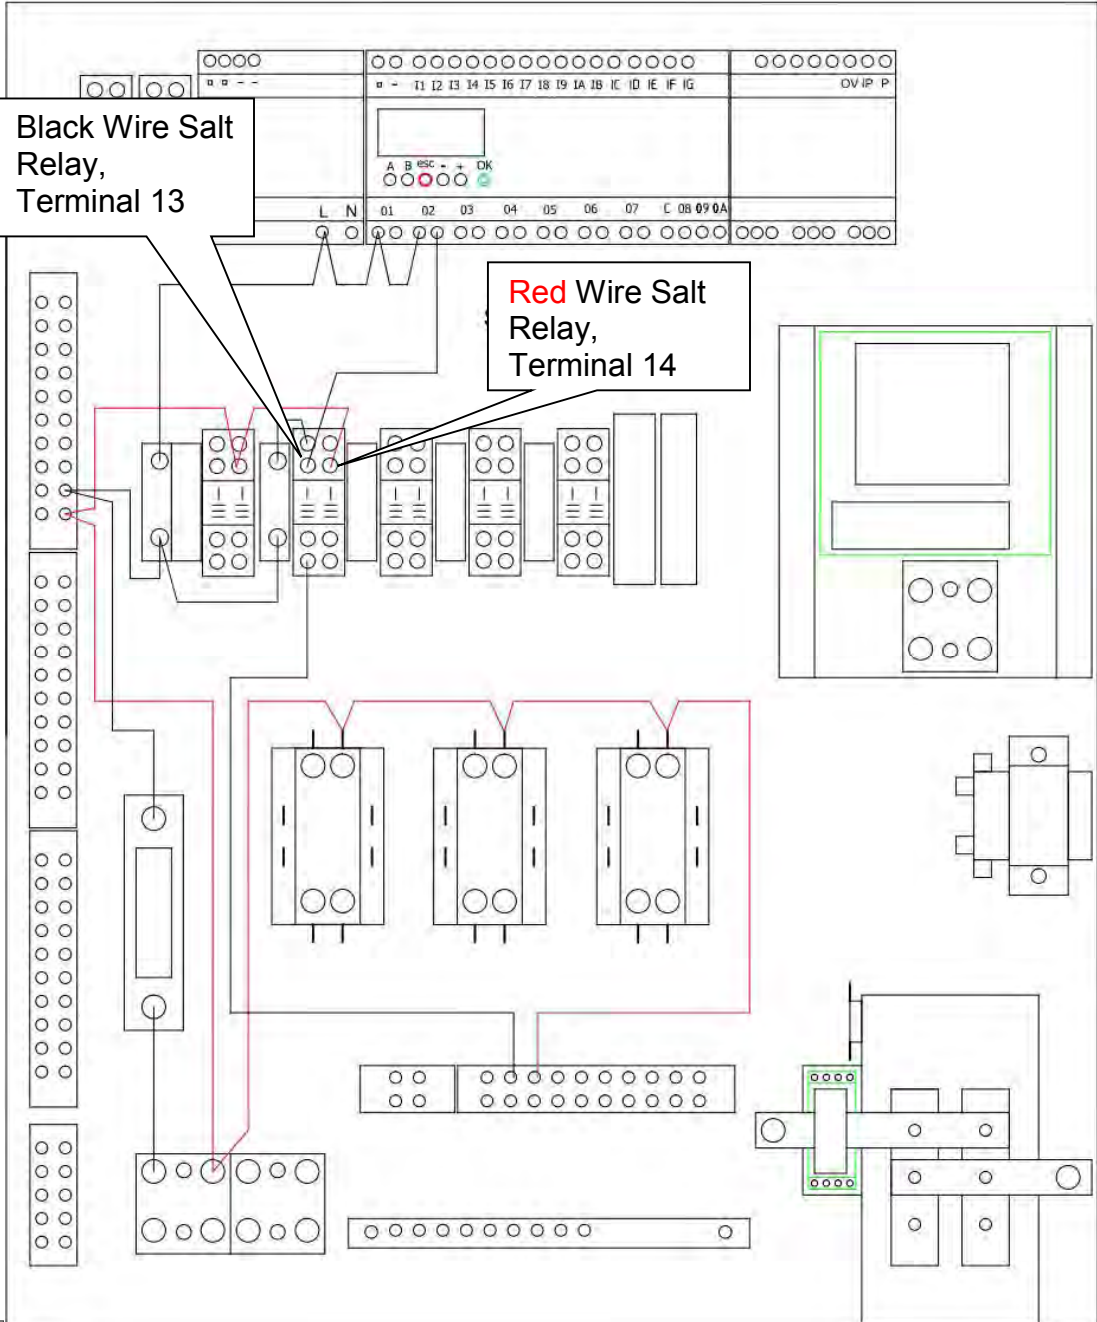 ¤ ¤ - -
¤ - I1 I2 I3 I4 I5 I6 I7 I8 I9 IA IB IC ID IE IF IG
0V IP P
Black Wire Salt
Relay,
Terminal 13
A B esc - + OK
L N
01 02 03 04 05 06 07 C 08 09 0A
Red Wire Salt
Relay,
Terminal 14